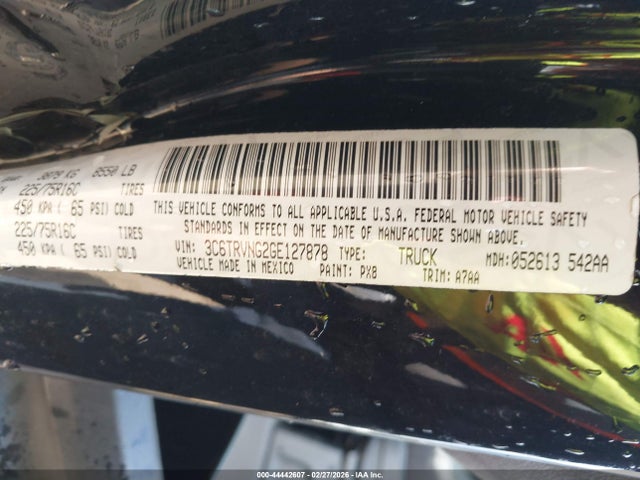 3879 KG 8550 LB
225/75R16C TIRES
450 KPA ( 65 PSI) COLD
225/75R16C TIRES
450 KPA ( 65 PSI) COLD
THIS VEHICLE CONFORMS TO ALL APPLICABLE U.S.A. FEDERAL MOTOR VEHICLE SAFETY
STANDARDS IN EFFECT ON THE DATE OF MANUFACTURE SHOWN ABOVE.
VIN: 3C6TRVNG2GE127878 TYPE: TRUCK MDH: 052613 542AA
VEHICLE MADE IN MEXICO PAINT: PX8 TRIM: A7AA
000-44442607 - 02/27/2026 - IAA Inc.